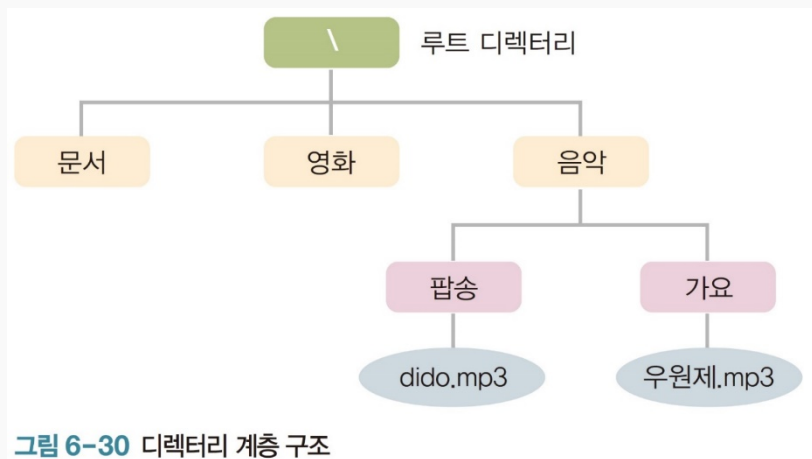 \ 루트 디렉터리
문서 영화 음악
팝송 가요
dido.mp3 우원제.mp3
그림 6-30 디렉터리 계층 구조